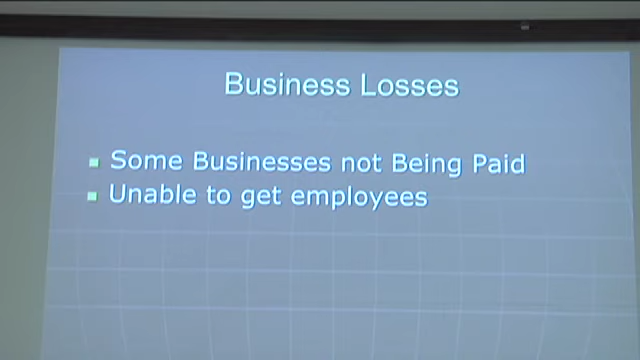 Business Losses
Some Businesses not Being Paid
Unable to get employees